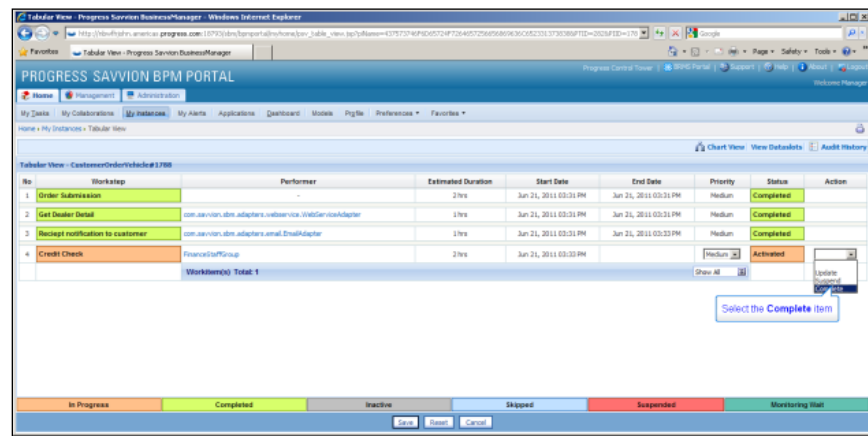 Tabular View - Progress Savvion BusinessManager - Windows Internet Explorer
Google
Favorites Tabular View - Progress Savvion BusinessManager
Page Safety Tools
PROGRESS SAVVION BPM PORTAL
Progress Control Tower | BRMS Portal | Support | Help | About | Logout
Welcome Manager
Home Management Administration
My Tasks My Collaborations My Instances My Alerts Applications Dashboard Models Profile Preferences Favorites
Home » My Instances » Tabular View
Chart View View Dataslots Audit History
Tabular View - CustomerOrderVehicle#1788
No Workstep Performer Estimated Duration Start Date End Date Priority Status Action
1 Order Submission - 2 hrs Jun 21, 2011 03:31 PM Jun 21, 2011 03:31 PM Medium Completed
2 Get Dealer Detail com.savvion.sbm.adapters.webservice.WebServiceAdapter 1 hrs Jun 21, 2011 03:31 PM Jun 21, 2011 03:31 PM Medium Completed
3 Reciept notification to customer com.savvion.sbm.adapters.email.EmailAdapter 1 hrs Jun 21, 2011 03:31 PM Jun 21, 2011 03:33 PM Medium Completed
4 Credit Check FinanceStaffGroup 2 hrs Jun 21, 2011 03:33 PM Medium Activated
Workitem(s) Total: 1 Show All
Update
Suspend
Complete
Select the Complete item
In Progress Completed Inactive Skipped Suspended Monitoring Wait
Save Reset Cancel